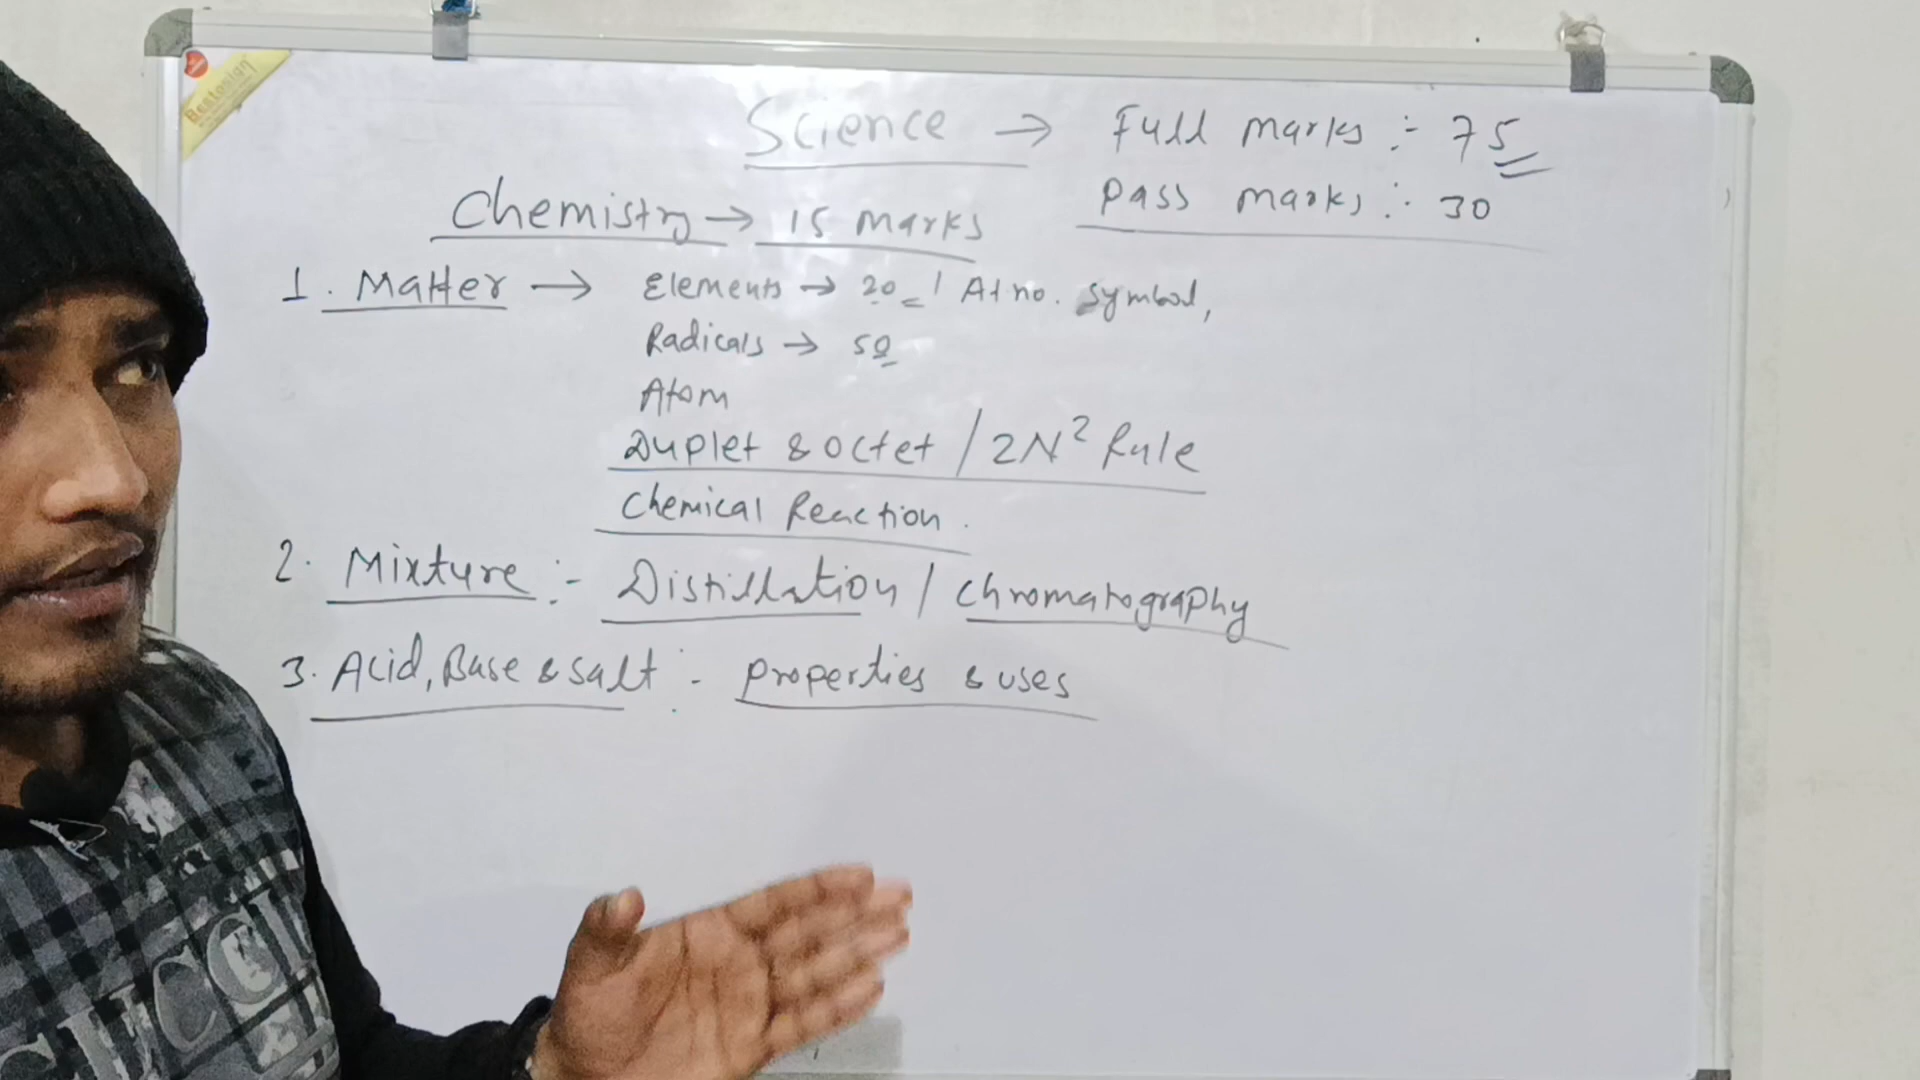 Science → Full marks :- 75
Pass marks :- 30
Chemistry → 15 marks
1. Matter → Elements → 20 / At no. symbol,
Radicals → 50
Atom
Duplet & Octet / 2N² Rule
Chemical Reaction.
2. Mixture :- Distillation / Chromatography
3. Acid, Base & Salt :- properties & uses